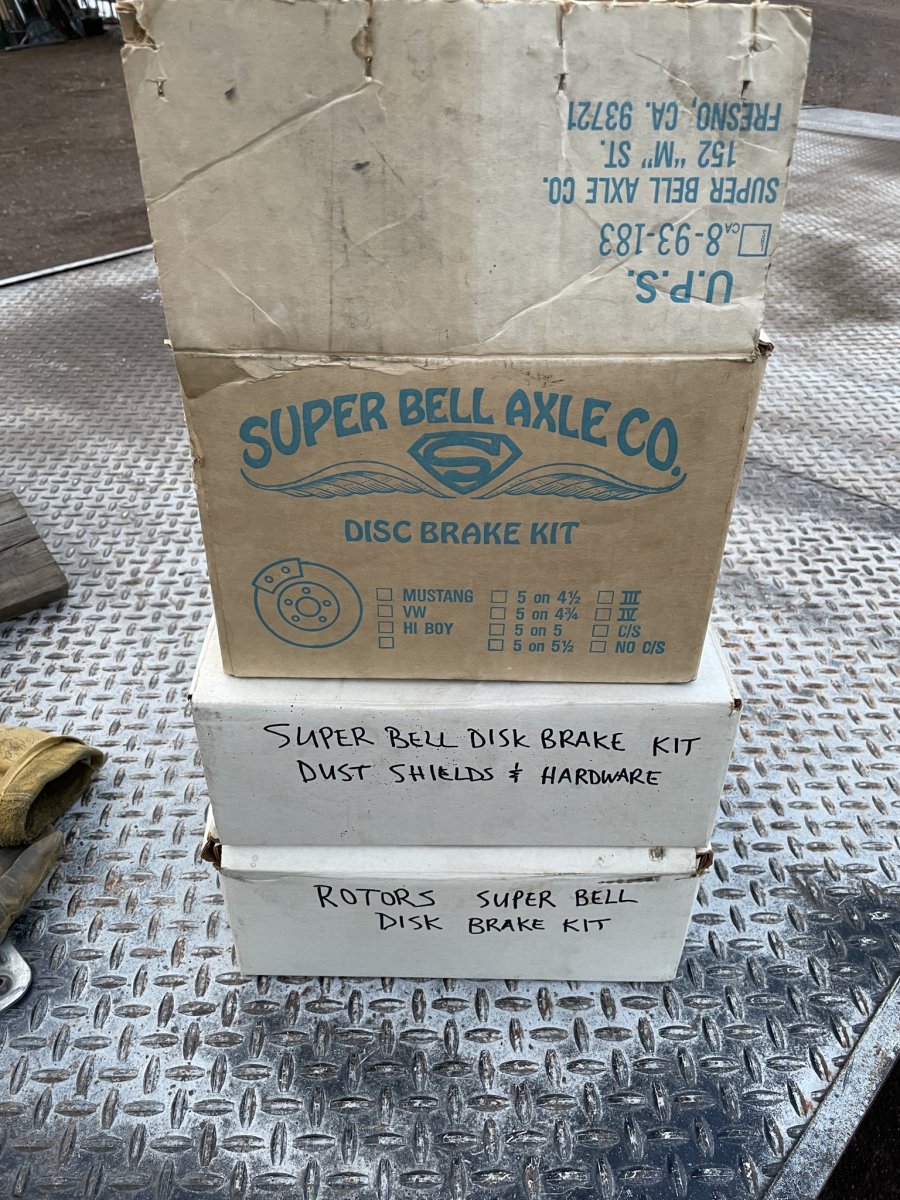 U.P.S.
CA 8-93-183
SUPER BELL AXLE CO.
152 "M" ST.
FRESNO, CA. 93721
SUPER BELL AXLE CO.
S
DISC BRAKE KIT
MUSTANG 5 on 4½ III
VW 5 on 4¾ IV
HI BOY 5 on 5 C/S
5 on 5½ NO C/S
SUPER BELL DISK BRAKE KIT
DUST SHIELDS & HARDWARE
ROTORS SUPER BELL
DISK BRAKE KIT